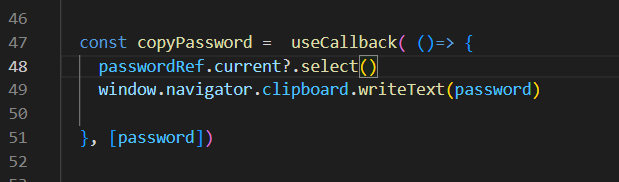 46
47 const copyPassword =  useCallback( ()=> {
48 passwordRef.current?.select()
49 window.navigator.clipboard.writeText(password)
50
51 }, [password])
52